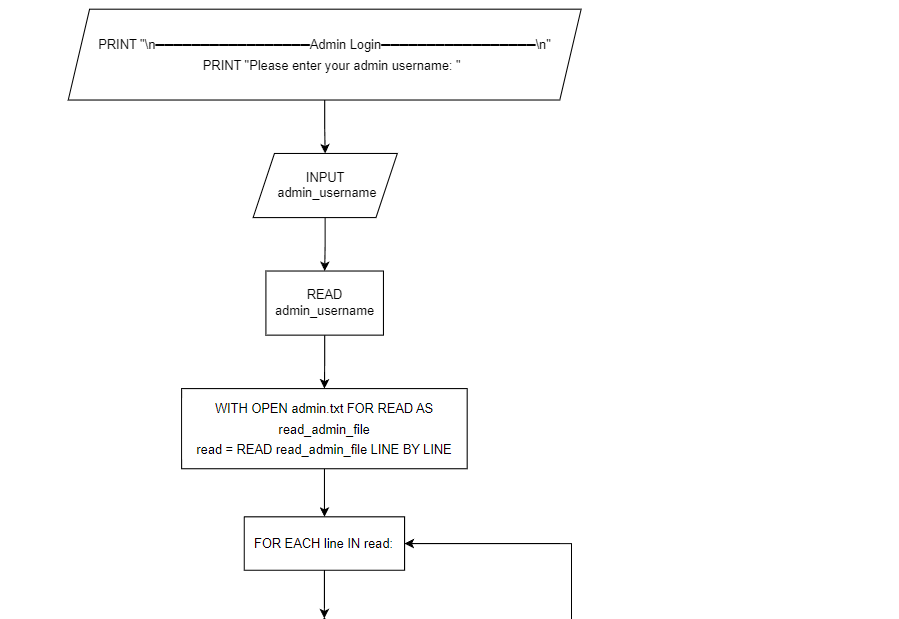 PRINT "\n━━━━━━━━━━━━━━━━━Admin Login━━━━━━━━━━━━━━━━━\n"
PRINT "Please enter your admin username: "
INPUT
admin_username
READ
admin_username
WITH OPEN admin.txt FOR READ AS
read_admin_file
read = READ read_admin_file LINE BY LINE
FOR EACH line IN read: